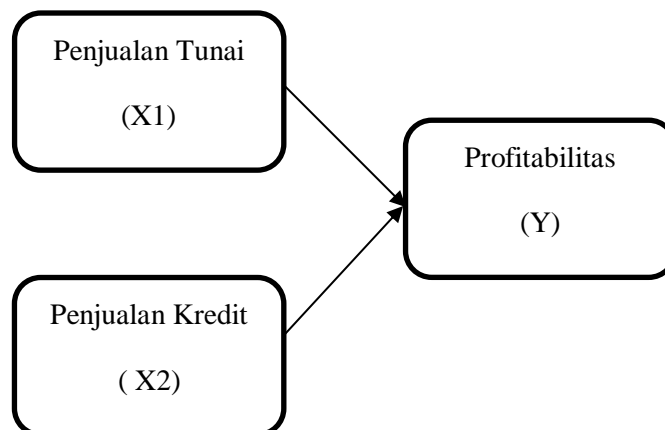 Penjualan Tunai
(X1)
Profitabilitas
(Y)
Penjualan Kredit
( X2)